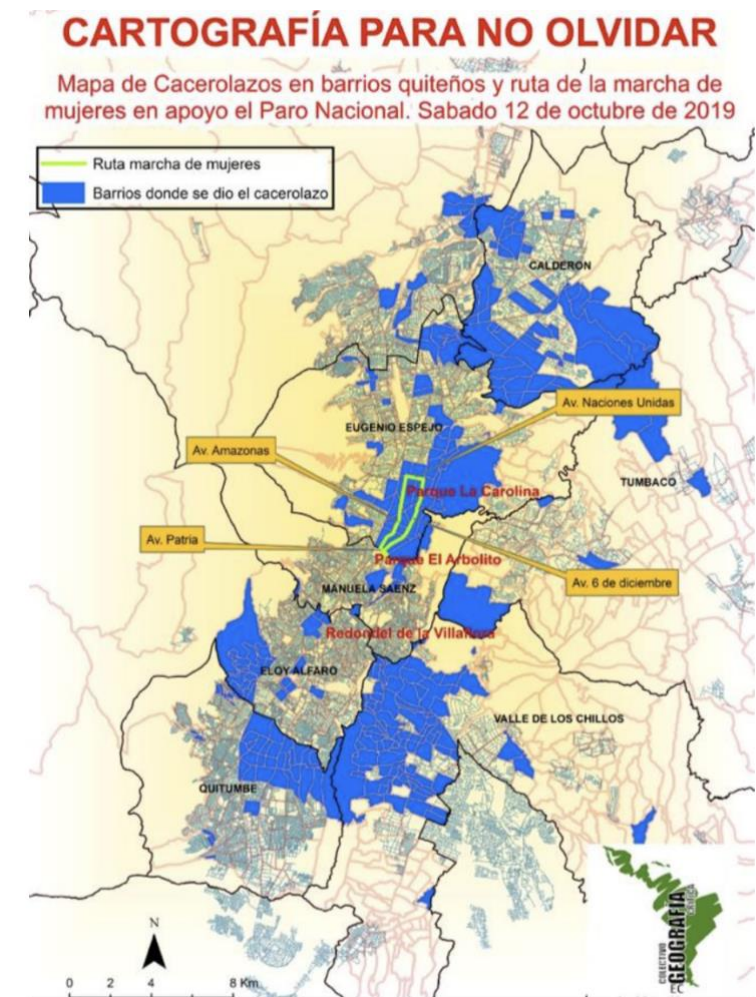 CARTOGRAFÍA PARA NO OLVIDAR
Mapa de Cacerolazos en barrios quiteños y ruta de la marcha de
mujeres en apoyo el Paro Nacional. Sabado 12 de octubre de 2019
Ruta marcha de mujeres
Barrios donde se dio el cacerolazo
CALDERON
Av. Naciones Unidas
EUGENIO ESPEJO
Av. Amazonas
TUMBACO
Parque La Carolina
Av. Patria
Parque El Arbolito
Av. 6 de diciembre
MANUELA SAENZ
Redondel de la Villaflora
ELOY ALFARO
VALLE DE LOS CHILLOS
QUITUMBE
COLECTIVO
GEOGRAFÍA
CRÍTICA
EC
N
0 2 4 8 Km